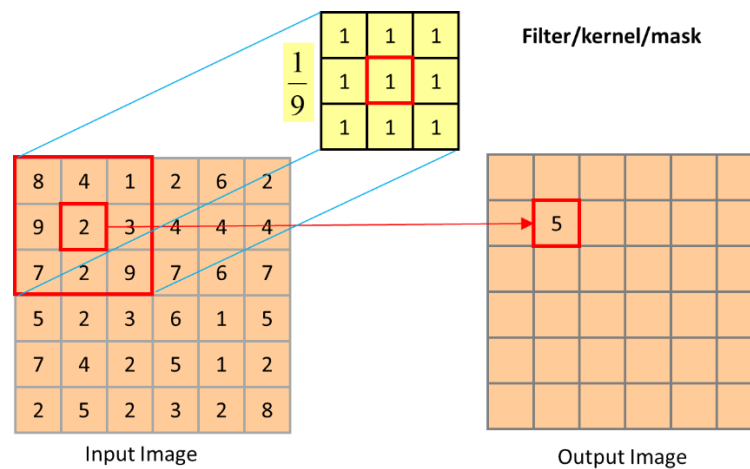 1 1 1
Filter/kernel/mask
1/9
1 1 1
1 1 1
8 4 1 2 6 2
9 2 3 4 4 4
5
7 2 9 7 6 7
5 2 3 6 1 5
7 4 2 5 1 2
2 5 2 3 2 8
Input Image
Output Image